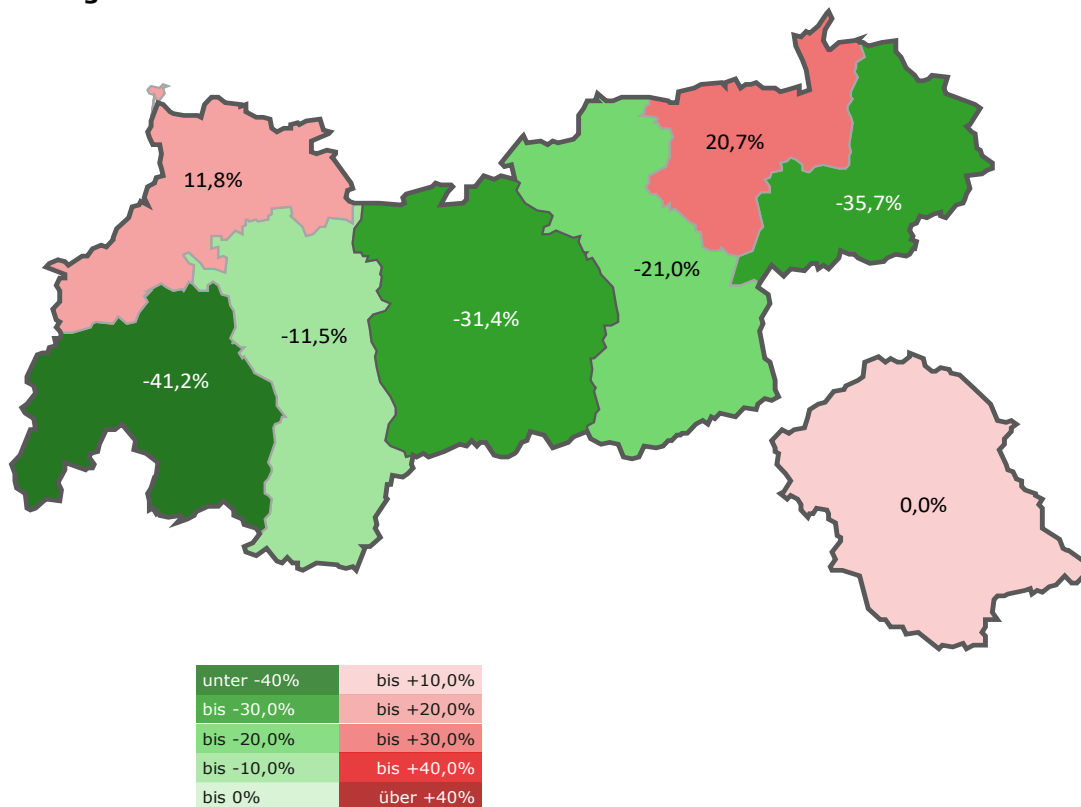 20,7%
11,8%
-35,7%
-21,0%
-31,4%
-11,5%
-41,2%
0,0%
unter -40% bis +10,0%
bis -30,0% bis +20,0%
bis -20,0% bis +30,0%
bis -10,0% bis +40,0%
bis 0% über +40%